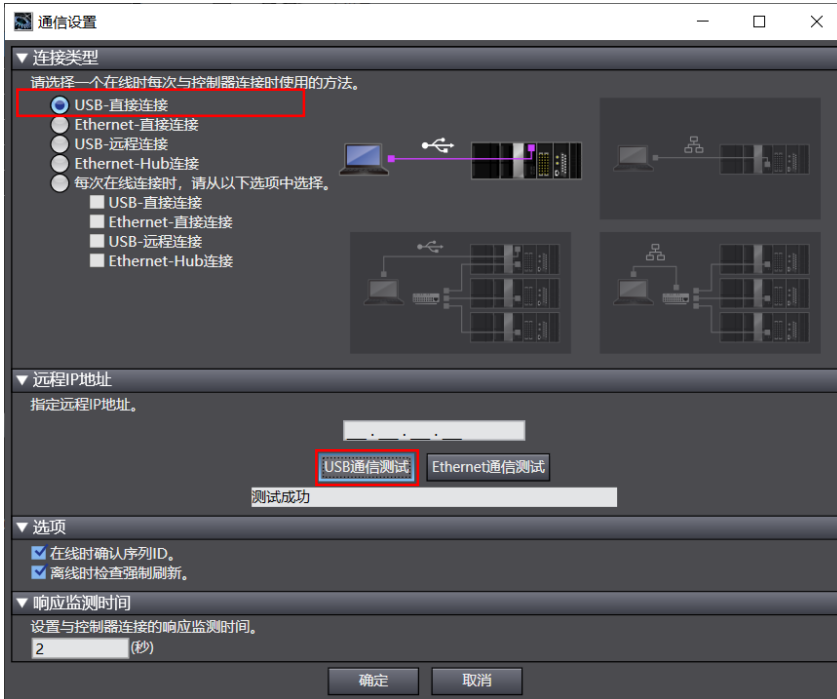 通信设置
▼连接类型
请选择一个在线时每次与控制器连接时使用的方法。
USB-直接连接
Ethernet-直接连接
USB-远程连接
Ethernet-Hub连接
每次在线连接时，请从以下选项中选择。
USB-直接连接
Ethernet-直接连接
USB-远程连接
Ethernet-Hub连接
▼远程IP地址
指定远程IP地址。
__.__.__.__
USB通信测试 Ethernet通信测试
测试成功
▼选项
在线时确认序列ID。
离线时检查强制刷新。
▼响应监测时间
设置与控制器连接的响应监测时间。
2 (秒)
确定 取消